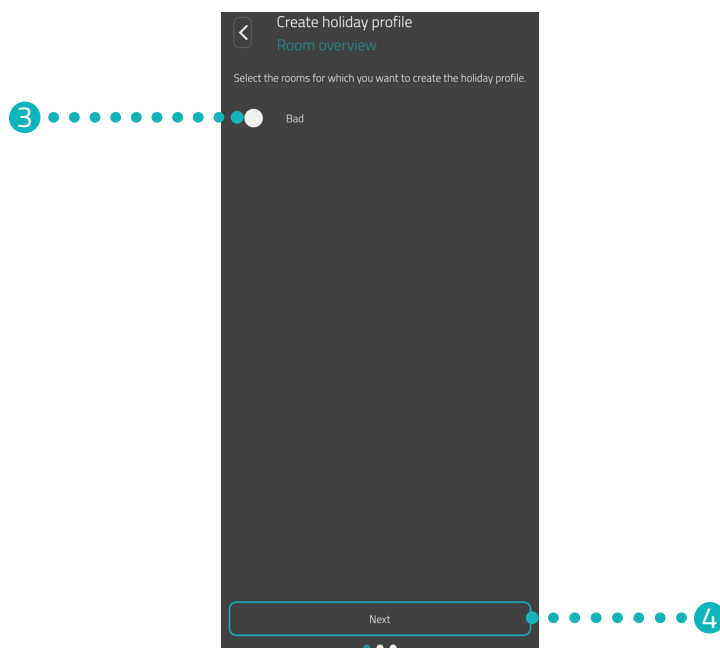 Create holiday profile
Room overview
Select the rooms for which you want to create the holiday profile.
3
Bad
Next
4